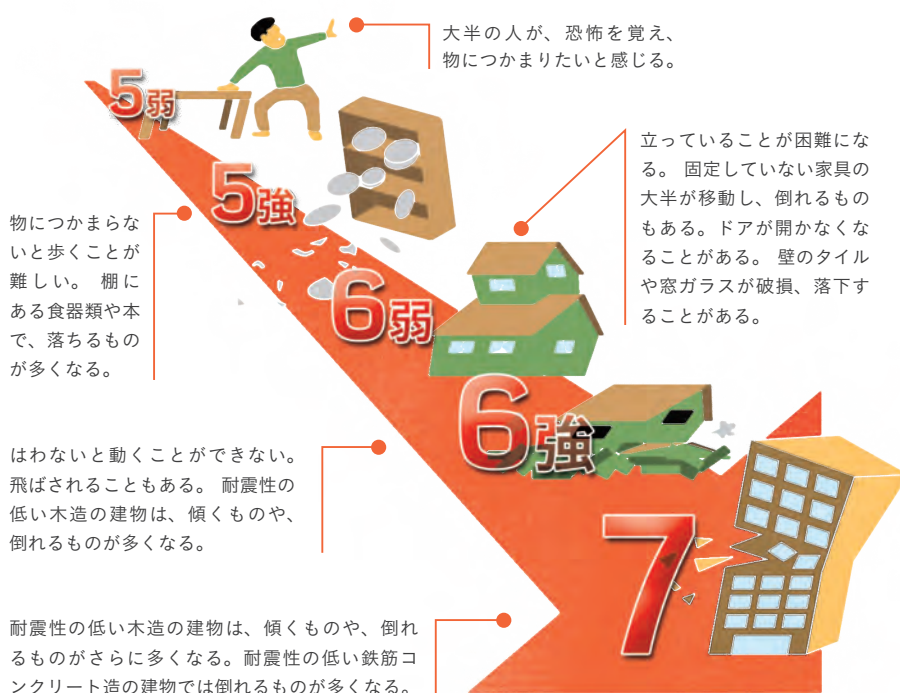 大半の人が、恐怖を覚え、
物につかまりたいと感じる。
5弱
立っていることが困難にな
る。 固定していない家具の
大半が移動し、倒れるもの
もある。ドアが開かなくな
ることがある。 壁のタイル
や窓ガラスが破損、落下す
ることがある。
5強
物につかまらな
いと歩くことが
難しい。 棚に
ある食器類や本
で、落ちるもの
が多くなる。
6弱
6強
はわないと動くことができない。
飛ばされることもある。 耐震性の
低い木造の建物は、傾くものや、
倒れるものが多くなる。
7
耐震性の低い木造の建物は、傾くものや、倒れ
るものがさらに多くなる。耐震性の低い鉄筋コ
ンクリート造の建物では倒れるものが多くなる。